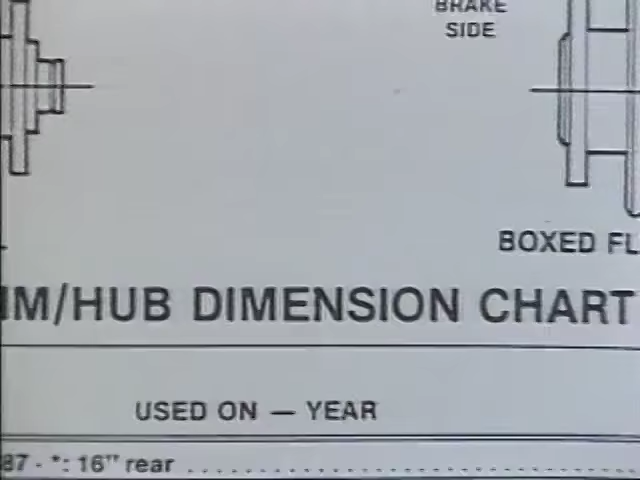 BRAKE
SIDE
BOXED FL
IM/HUB DIMENSION CHART
USED ON — YEAR
87 - *: 16" rear ..............................